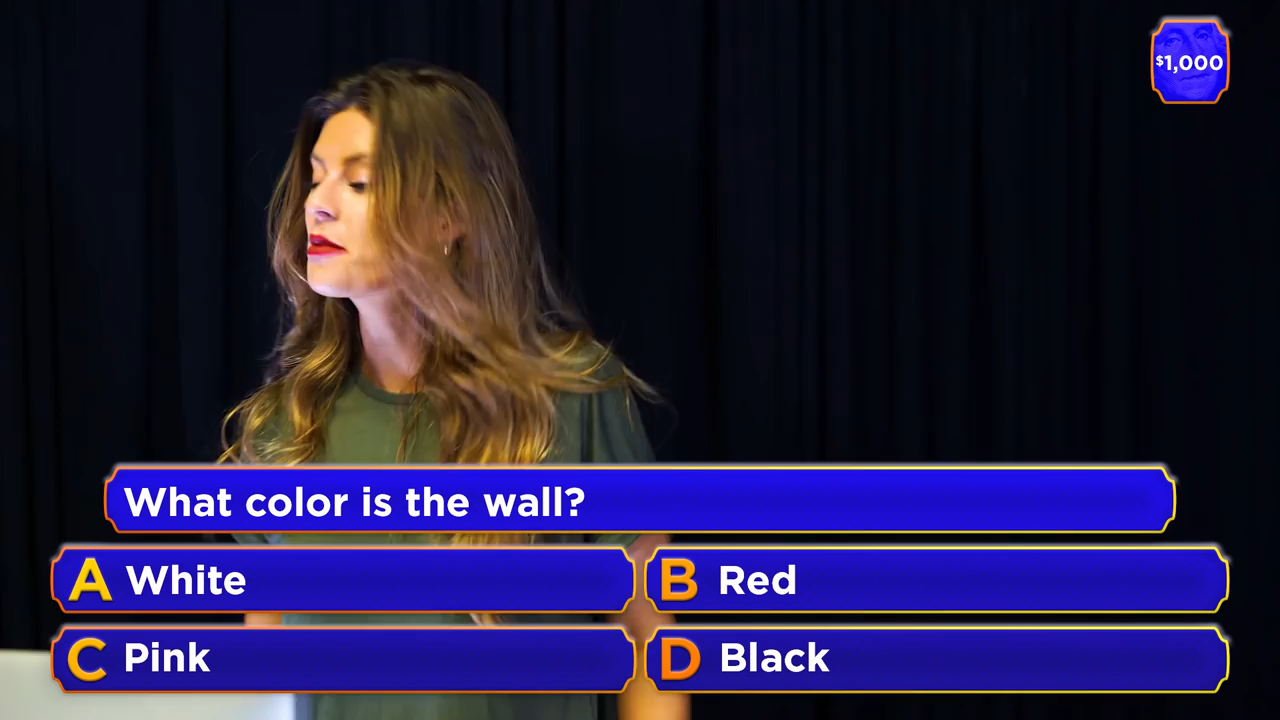 $1,000
What color is the wall?
A White
B Red
C Pink
D Black